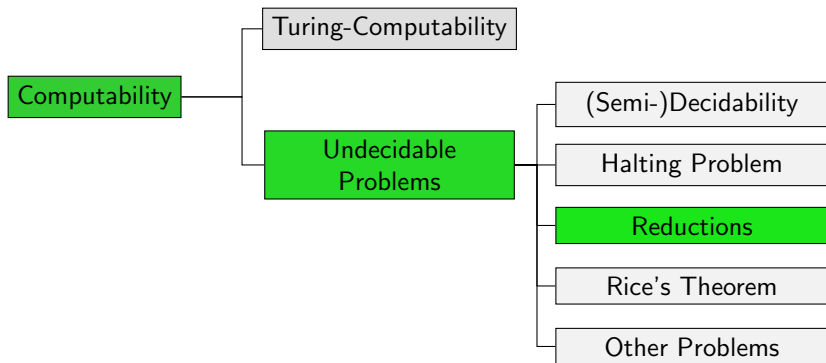 Turing-Computability
Computability
Undecidable
Problems
(Semi-)Decidability
Halting Problem
Reductions
Rice's Theorem
Other Problems